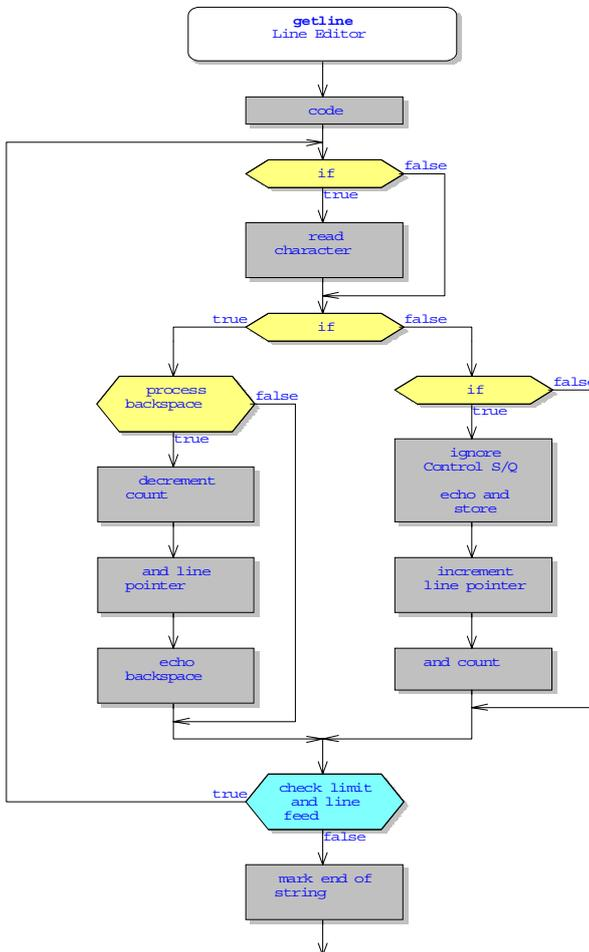 getline
Line Editor
code
if
false
true
read
character
true
if
false
process
backspace
false
true
if
false
true
decrement
count
ignore
Control S/Q
echo and
store
and line
pointer
increment
line pointer
echo
backspace
and count
true
check limit
and line
feed
false
mark end of
string